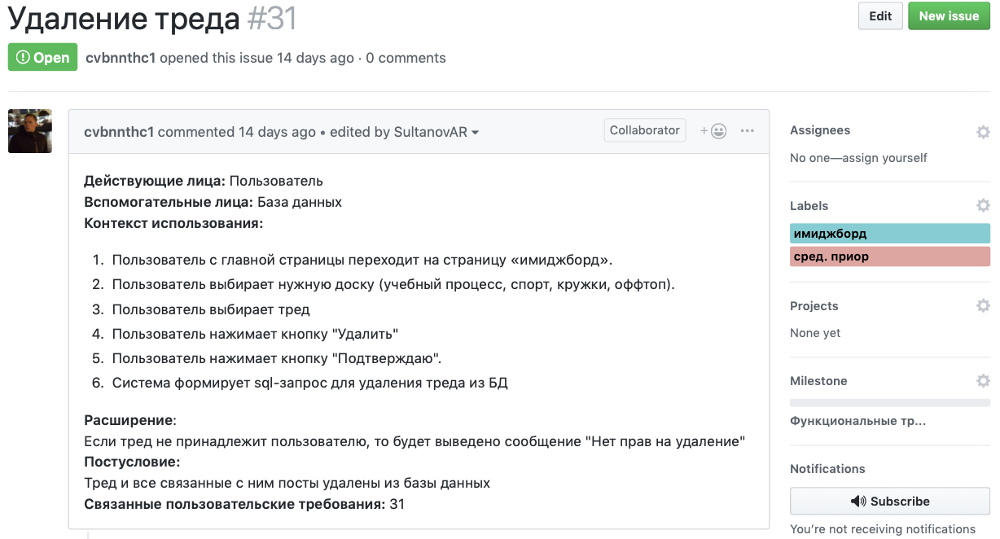 Удаление треда #31
Edit
New issue
Open
cvbnnthc1 opened this issue 14 days ago · 0 comments
cvbnnthc1 commented 14 days ago • edited by SultanovAR
Collaborator
Действующие лица: Пользователь
Вспомогательные лица: База данных
Контекст использования:
1. Пользователь с главной страницы переходит на страницу «имиджборд».
2. Пользователь выбирает нужную доску (учебный процесс, спорт, кружки, оффтоп).
3. Пользователь выбирает тред
4. Пользователь нажимает кнопку "Удалить"
5. Пользователь нажимает кнопку "Подтверждаю".
6. Система формирует sql-запрос для удаления треда из БД
Расширение:
Если тред не принадлежит пользователю, то будет выведено сообщение "Нет прав на удаление"
Постусловие:
Тред и все связанные с ним посты удалены из базы данных
Связанные пользовательские требования: 31
Assignees
No one—assign yourself
Labels
имиджборд
сред. приор
Projects
None yet
Milestone
Функциональные тр...
Notifications
Subscribe
You're not receiving notifications